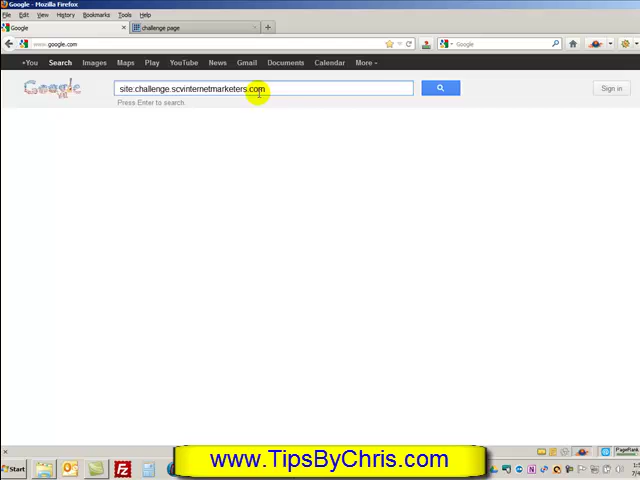 Google - Mozilla Firefox
File Edit View History Bookmarks Tools Help
Google challenge page
www.google.com Google
+You Search Images Maps Play YouTube News Gmail Documents Calendar More
Google site:challenge.scvinternetmarketers.com Sign in
Press Enter to search.
PageRank
Start
www.TipsByChris.com